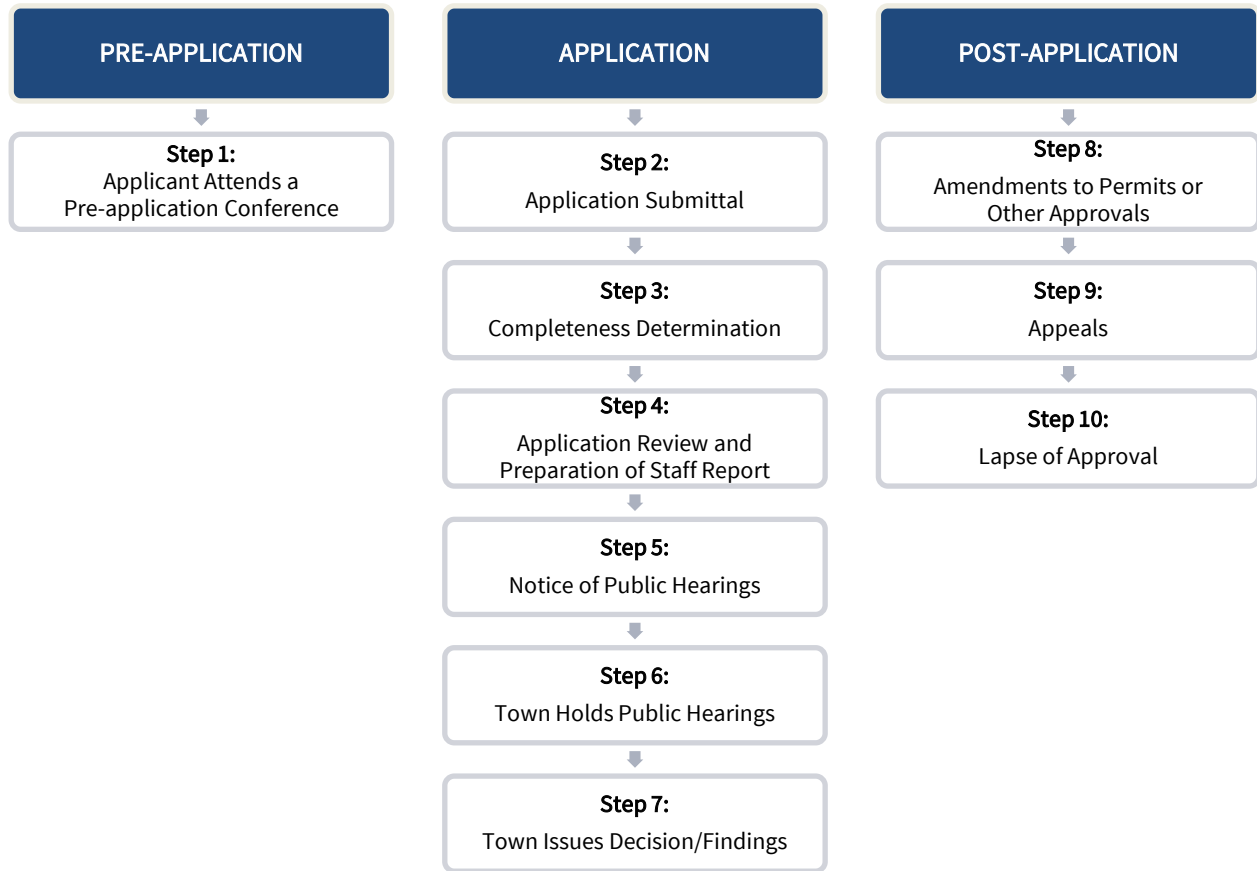 PRE-APPLICATION
Step 1:
Applicant Attends a
Pre-application Conference
APPLICATION
Step 2:
Application Submittal
Step 3:
Completeness Determination
Step 4:
Application Review and
Preparation of Staff Report
Step 5:
Notice of Public Hearings
Step 6:
Town Holds Public Hearings
Step 7:
Town Issues Decision/Findings
POST-APPLICATION
Step 8:
Amendments to Permits or
Other Approvals
Step 9:
Appeals
Step 10:
Lapse of Approval